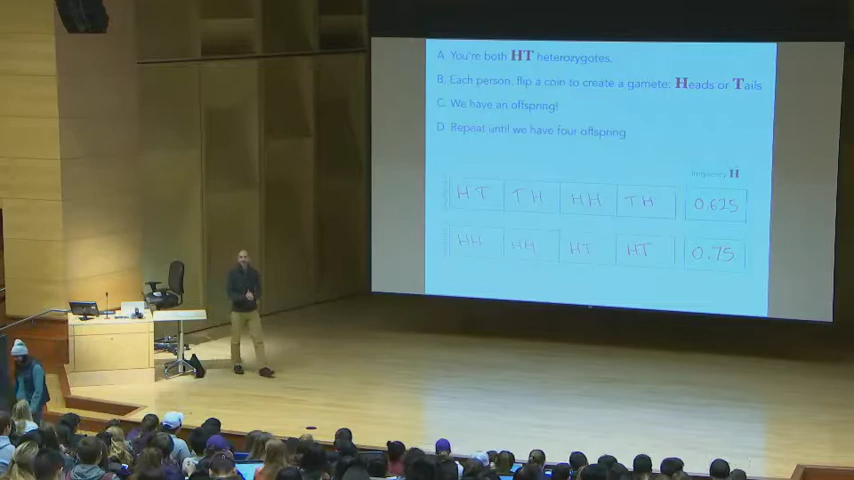 A You're both HT heterozygotes.
B. Each person, flip a coin to create a gamete: Heads or Tails
C. We have an offspring!
D Repeat until we have four offspring
frequency H
HT TH HH TH 0.625
HH HH HT HT 0.75